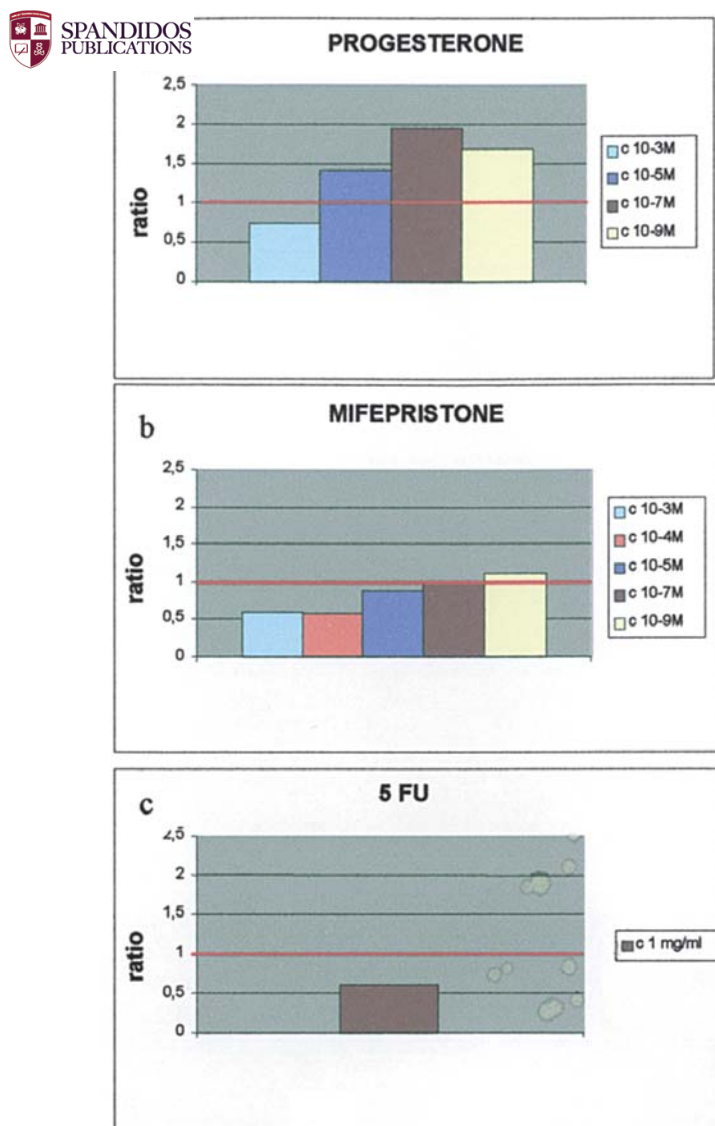 SPANDIDOS
PUBLICATIONS
PROGESTERONE
2,5
2
1,5
1
0,5
0
ratio
c 10-3M
c 10-5M
c 10-7M
c 10-9M
b
MIFEPRISTONE
2,5
2
1,5
1
0,5
0
ratio
c 10-3M
c 10-4M
c 10-5M
c 10-7M
c 10-9M
c
5 FU
2,5
2
1,5
1
0,5
0
ratio
c 1 mg/ml